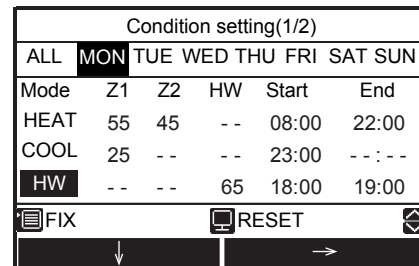 Condition setting(1/2)
ALL MON TUE WED THU FRI SAT SUN
Mode Z1 Z2 HW Start End
HEAT 55 45 - - 08:00 22:00
COOL 25 - - - - 23:00 - - : - -
HW - - - - 65 18:00 19:00
FIX RESET
↓ →